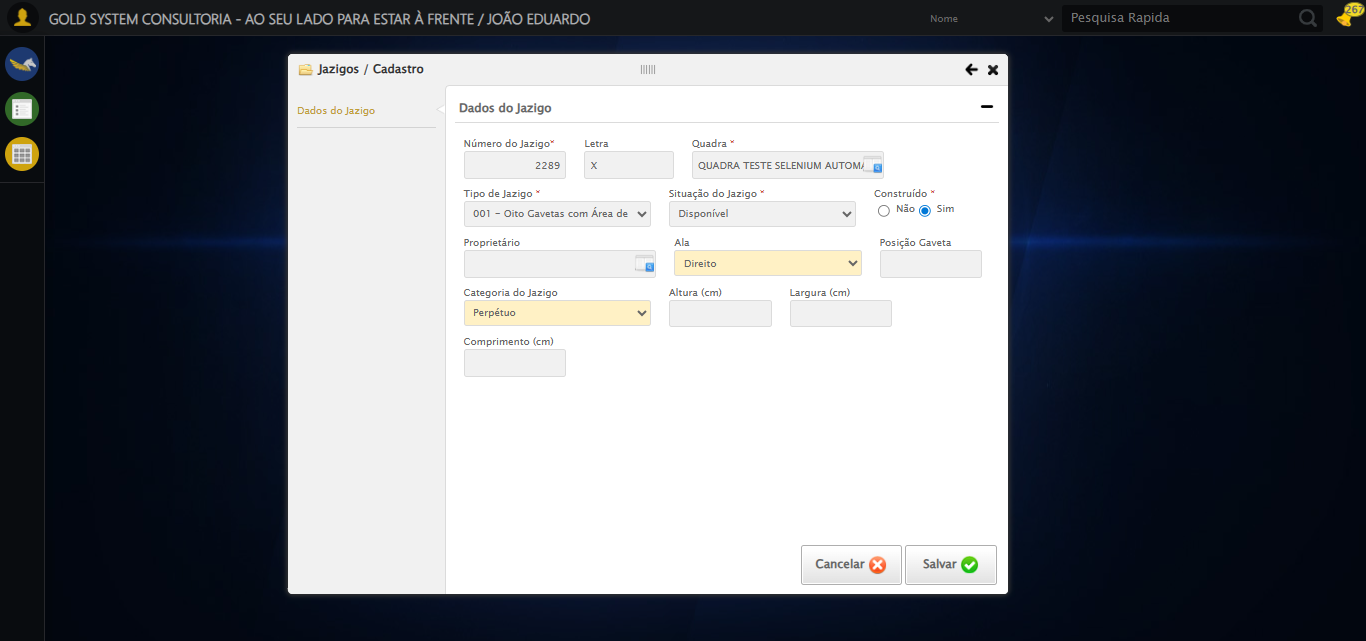 GOLD SYSTEM CONSULTORIA - AO SEU LADO PARA ESTAR À FRENTE / JOÃO EDUARDO
Nome
Pesquisa Rapida
267
Jazigos / Cadastro
Dados do Jazigo
Dados do Jazigo
Número do Jazigo* Letra Quadra *
2289 X QUADRA TESTE SELENIUM AUTOMA
Tipo de Jazigo * Situação do Jazigo * Construído *
001 - Oito Gavetas com Área de Disponível Não Sim
Proprietário Ala Posição Gaveta
Direito
Categoria do Jazigo Altura (cm) Largura (cm)
Perpétuo
Comprimento (cm)
Cancelar Salvar